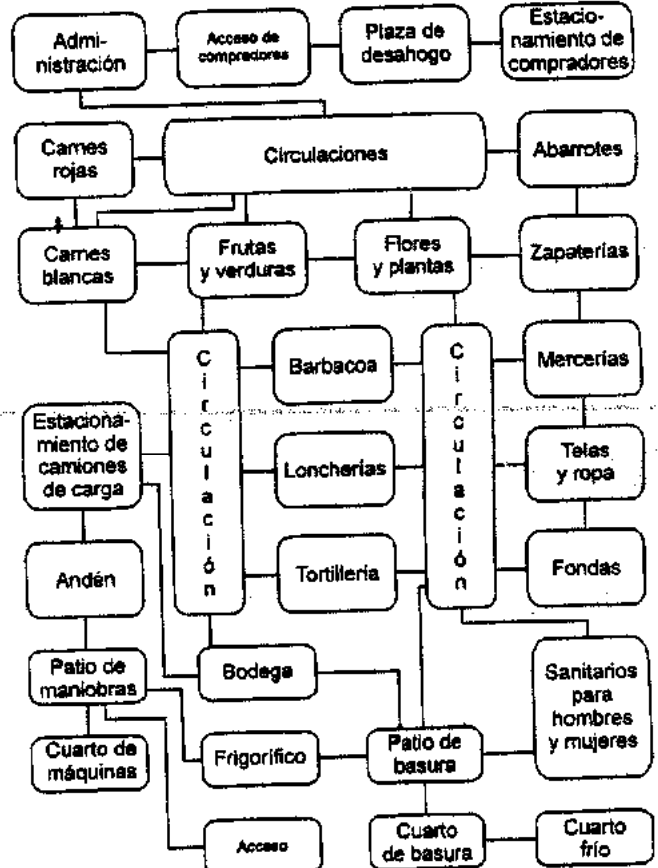 Admi-
nistración
Acceso de
compradores
Plaza de
desahogo
Estacio-
namiento de
compradores
Carnes
rojas
Circulaciones
Abarrotes
Carnes
blancas
Frutas
y verduras
Flores
y plantas
Zapaterías
Circulación
Barbacoa
Circulación
Mercerías
Estaciona-
miento de
camiones
de carga
Loncherías
Telas
y ropa
Andén
Tortillería
Fondas
Patio de
maniobras
Bodega
Sanitarios
para
hombres
y mujeres
Cuarto de
máquinas
Frigorífico
Patio de
basura
Acceso
Cuarto
de basura
Cuarto
frío